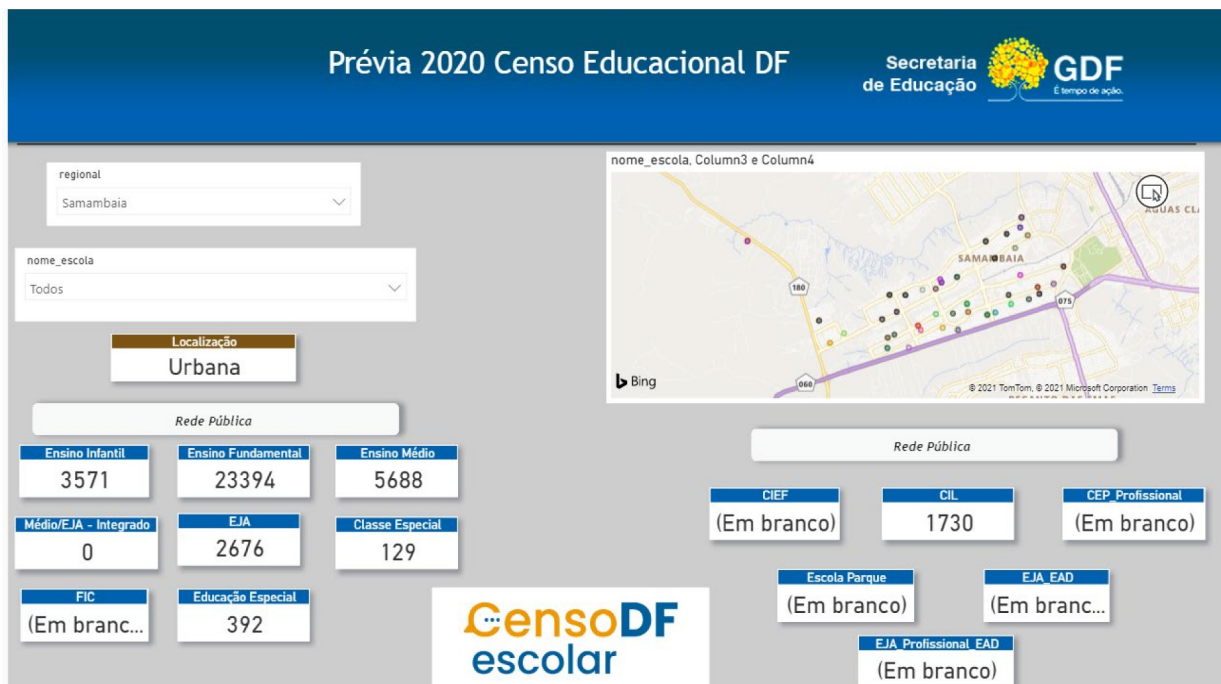 Prévia 2020 Censo Educacional DF
Secretaria
de Educação
GDF
É tempo de ação.
regional
Samambaia
nome_escola
Todos
Localização
Urbana
nome_escola, Column3 e Column4
ÁGUAS CL
SAMAMBAIA
180
075
060
Bing
© 2021 TomTom, © 2021 Microsoft Corporation Terms
Rede Pública
Ensino Infantil
3571
Ensino Fundamental
23394
Ensino Médio
5688
Médio/EJA - Integrado
0
EJA
2676
Classe Especial
129
FIC
(Em branc...
Educação Especial
392
CensoDF
escolar
Rede Pública
CIEF
(Em branco)
CIL
1730
CEP_Profissional
(Em branco)
Escola Parque
(Em branco)
EJA_EAD
(Em branc...
EJA_Profissional_EAD
(Em branco)